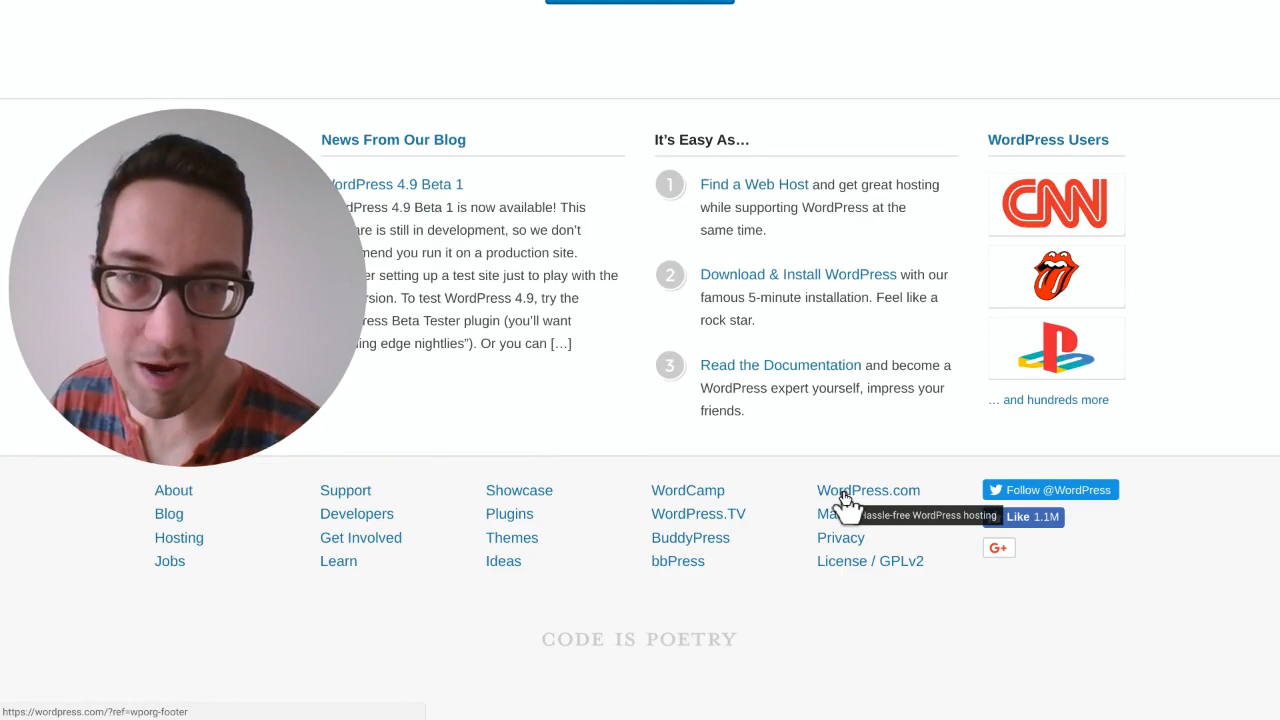 News From Our Blog
WordPress 4.9 Beta 1
dPress 4.9 Beta 1 is now available! This
are is still in development, so we don't
mend you run it on a production site.
er setting up a test site just to play with the
rsion. To test WordPress 4.9, try the
ress Beta Tester plugin (you'll want
ing edge nightlies"). Or you can […]
It's Easy As…
1
Find a Web Host and get great hosting
while supporting WordPress at the
same time.
2
Download & Install WordPress with our
famous 5-minute installation. Feel like a
rock star.
3
Read the Documentation and become a
WordPress expert yourself, impress your
friends.
WordPress Users
CNN
… and hundreds more
About
Blog
Hosting
Jobs
Support
Developers
Get Involved
Learn
Showcase
Plugins
Themes
Ideas
WordCamp
WordPress.TV
BuddyPress
bbPress
WordPress.com
Ma
Hassle-free WordPress hosting
Privacy
License / GPLv2
Follow @WordPress
Like 1.1M
G+
CODE IS POETRY
https://wordpress.com/?ref=wporg-footer